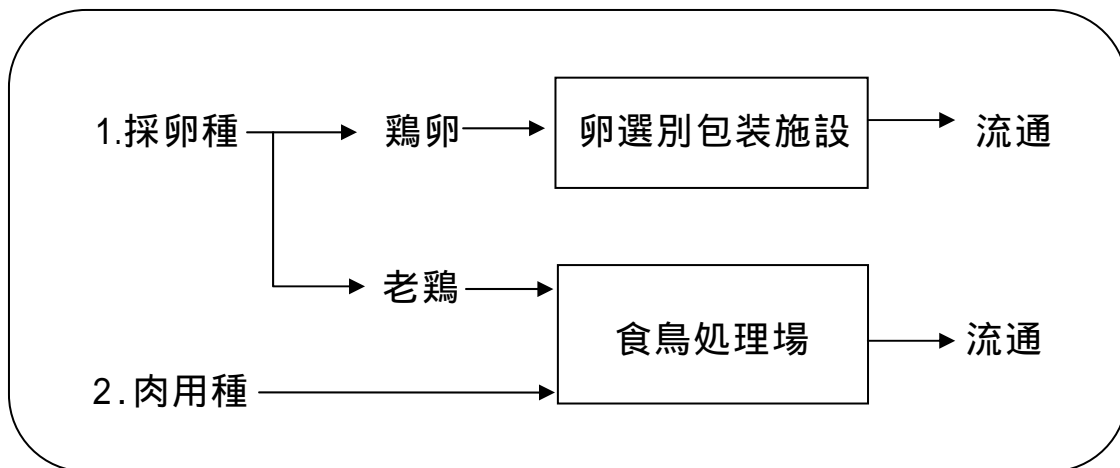 1.採卵種
鶏卵
卵選別包装施設
流通
老鶏
食鳥処理場
流通
2.肉用種